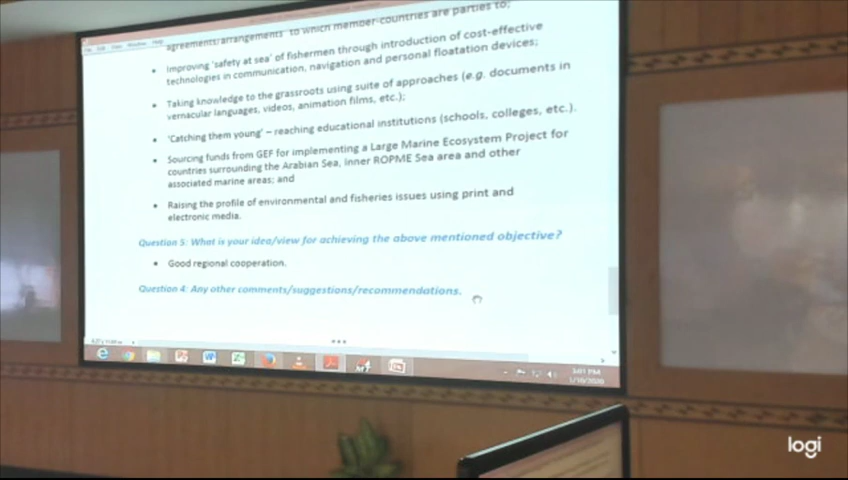 agreements/arrangements to which member-countries are parties to;
• Improving 'safety at sea' of fishermen through introduction of cost-effective
technologies in communication, navigation and personal floatation devices;
• Taking knowledge to the grassroots using suite of approaches (e.g. documents in
vernacular languages, videos, animation films, etc.);
• 'Catching them young' – reaching educational institutions (schools, colleges, etc.).
• Sourcing funds from GEF for implementing a Large Marine Ecosystem Project for
countries surrounding the Arabian Sea, Inner ROPME Sea area and other
associated marine areas; and
• Raising the profile of environmental and fisheries issues using print and
electronic media.
Question 5: What is your idea/view for achieving the above mentioned objective?
• Good regional cooperation.
Question 4: Any other comments/suggestions/recommendations.
3:01 PM
1/10/2020
logi